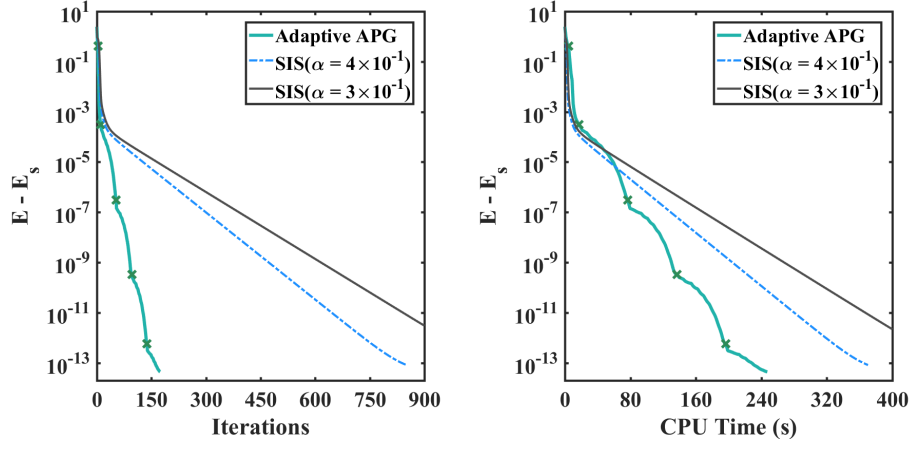 10^1
10^-1
10^-3
10^-5
10^-7
10^-9
10^-11
10^-13
E - E_s
0 150 300 450 600 750 900
Iterations
Adaptive APG
SIS(α = 4×10^-1)
SIS(α = 3×10^-1)
10^1
10^-1
10^-3
10^-5
10^-7
10^-9
10^-11
10^-13
E - E_s
0 80 160 240 320 400
CPU Time (s)
Adaptive APG
SIS(α = 4×10^-1)
SIS(α = 3×10^-1)